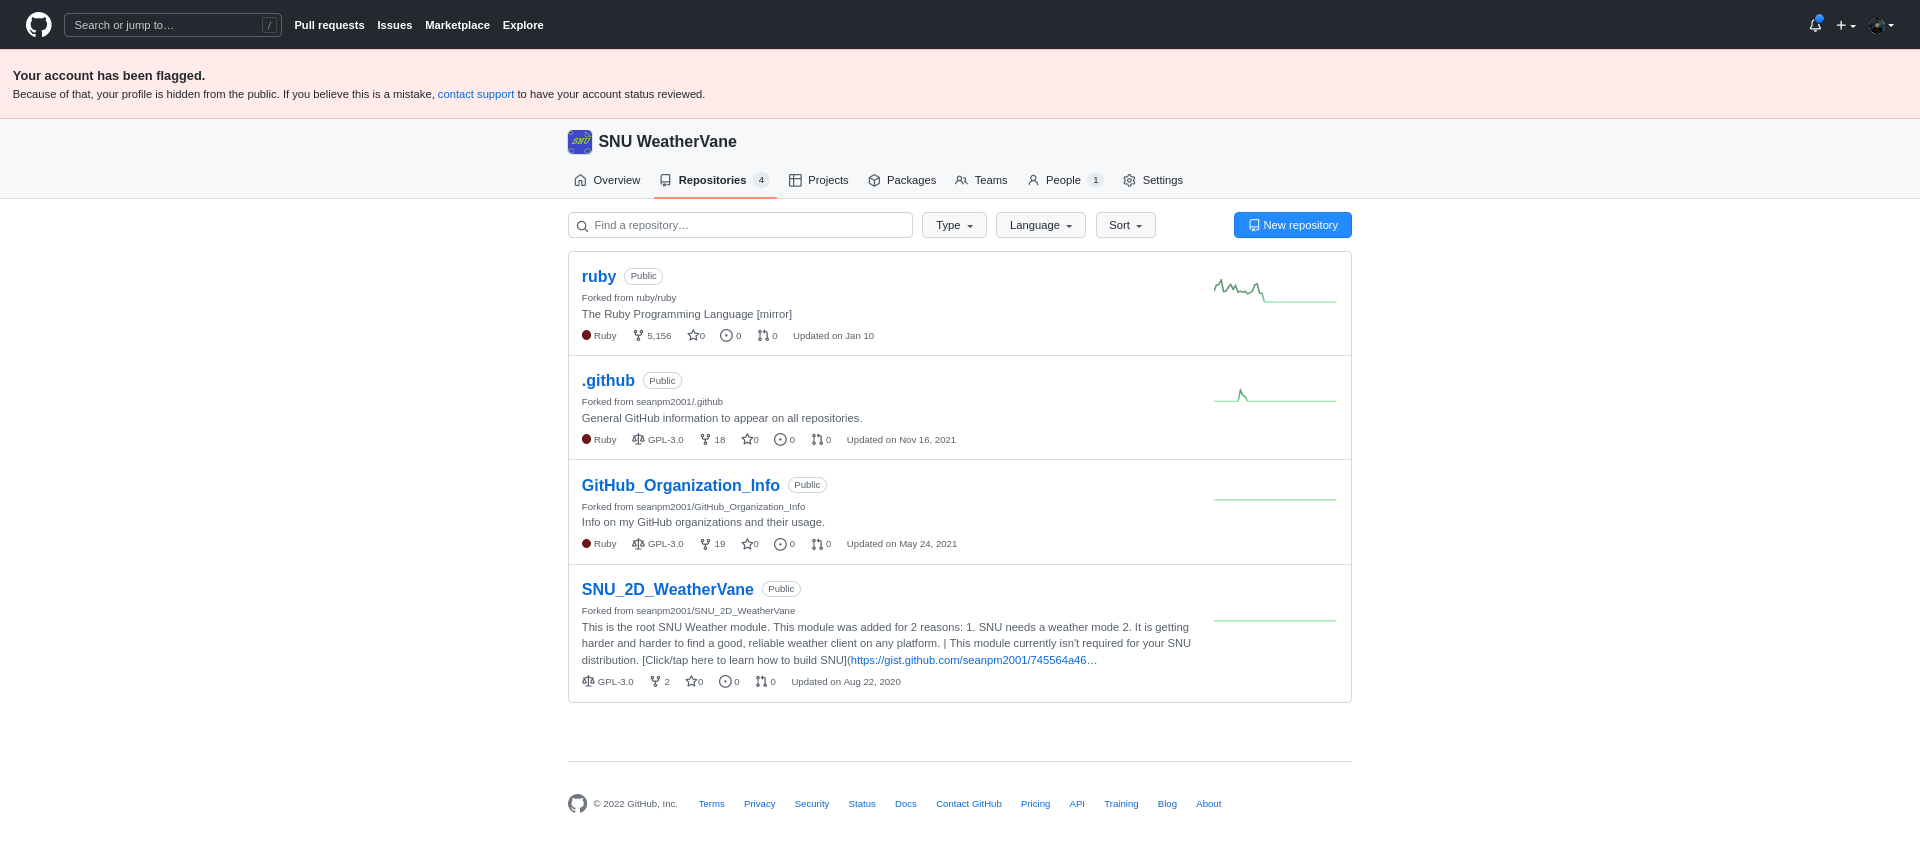 Search or jump to… /
Pull requests Issues Marketplace Explore
Your account has been flagged.
Because of that, your profile is hidden from the public. If you believe this is a mistake, contact support to have your account status reviewed.
SNU SNU WeatherVane
Overview Repositories 4 Projects Packages Teams People 1 Settings
Find a repository… Type Language Sort New repository
ruby Public
Forked from ruby/ruby
The Ruby Programming Language [mirror]
Ruby 5,156 0 0 0 Updated on Jan 10
.github Public
Forked from seanpm2001/.github
General GitHub information to appear on all repositories.
Ruby GPL-3.0 18 0 0 0 Updated on Nov 16, 2021
GitHub_Organization_Info Public
Forked from seanpm2001/GitHub_Organization_Info
Info on my GitHub organizations and their usage.
Ruby GPL-3.0 19 0 0 0 Updated on May 24, 2021
SNU_2D_WeatherVane Public
Forked from seanpm2001/SNU_2D_WeatherVane
This is the root SNU Weather module. This module was added for 2 reasons: 1. SNU needs a weather mode 2. It is getting
harder and harder to find a good, reliable weather client on any platform. | This module currently isn't required for your SNU
distribution. [Click/tap here to learn how to build SNU](https://gist.github.com/seanpm2001/745564a46…
GPL-3.0 2 0 0 0 Updated on Aug 22, 2020
© 2022 GitHub, Inc. Terms Privacy Security Status Docs Contact GitHub Pricing API Training Blog About